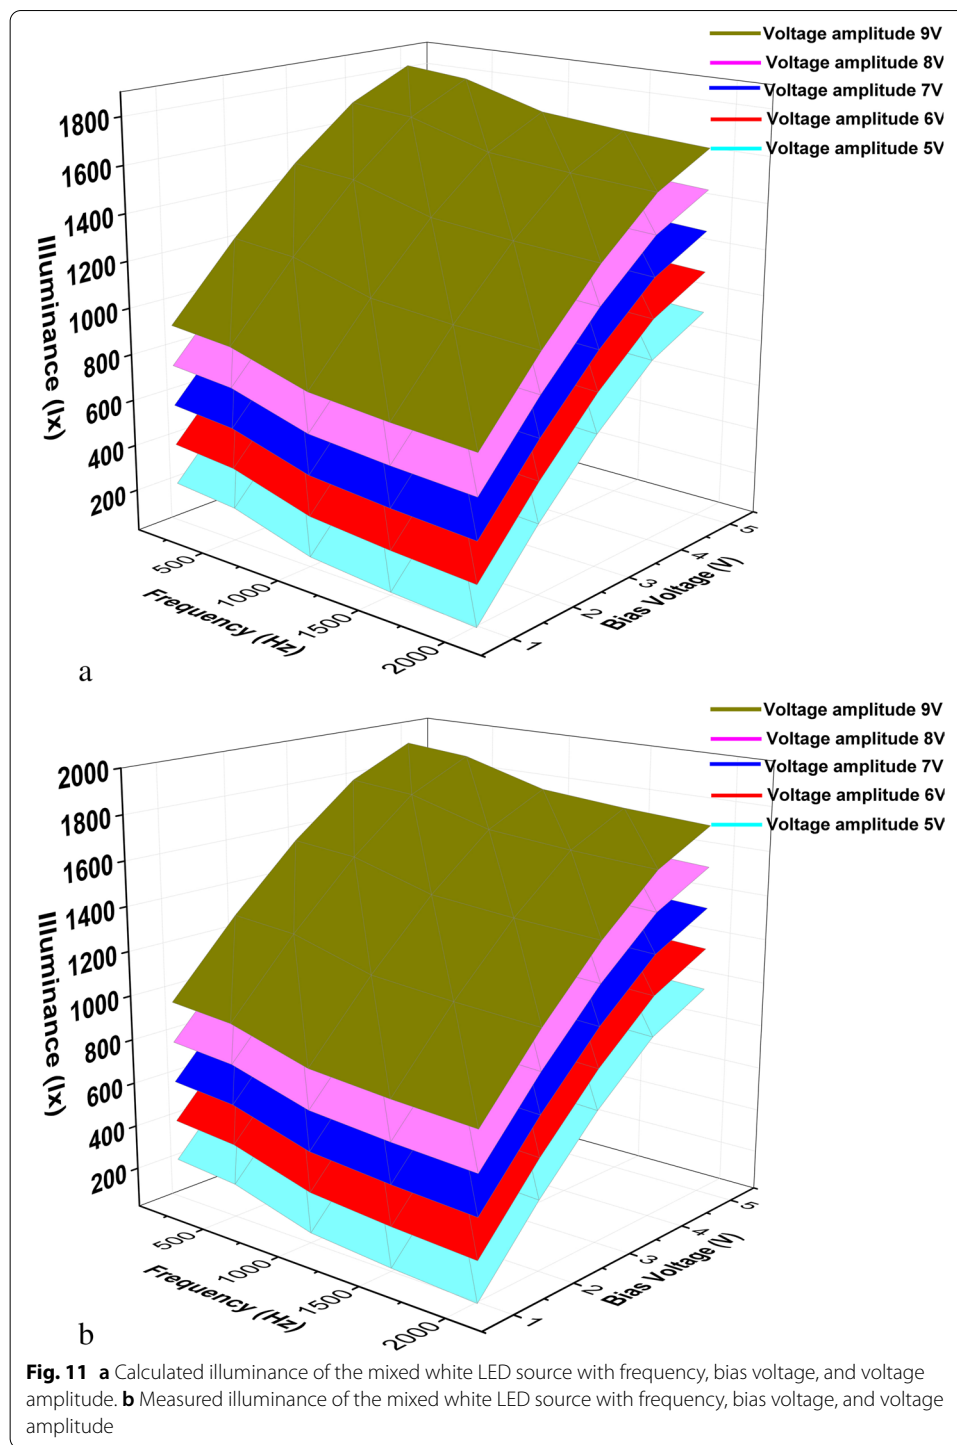 Voltage amplitude 9V
Voltage amplitude 8V
Voltage amplitude 7V
Voltage amplitude 6V
Voltage amplitude 5V
1800
1600
1400
1200
1000
800
600
400
200
Illuminance (lx)
500
1000
1500
2000
Frequency (Hz)
1
2
3
4
5
Bias Voltage (V)
a
Voltage amplitude 9V
Voltage amplitude 8V
Voltage amplitude 7V
Voltage amplitude 6V
Voltage amplitude 5V
2000
1800
1600
1400
1200
1000
800
600
400
200
Illuminance (lx)
500
1000
1500
2000
Frequency (Hz)
1
2
3
4
5
Bias Voltage (V)
b
Fig. 11 a Calculated illuminance of the mixed white LED source with frequency, bias voltage, and voltage
amplitude. b Measured illuminance of the mixed white LED source with frequency, bias voltage, and voltage
amplitude